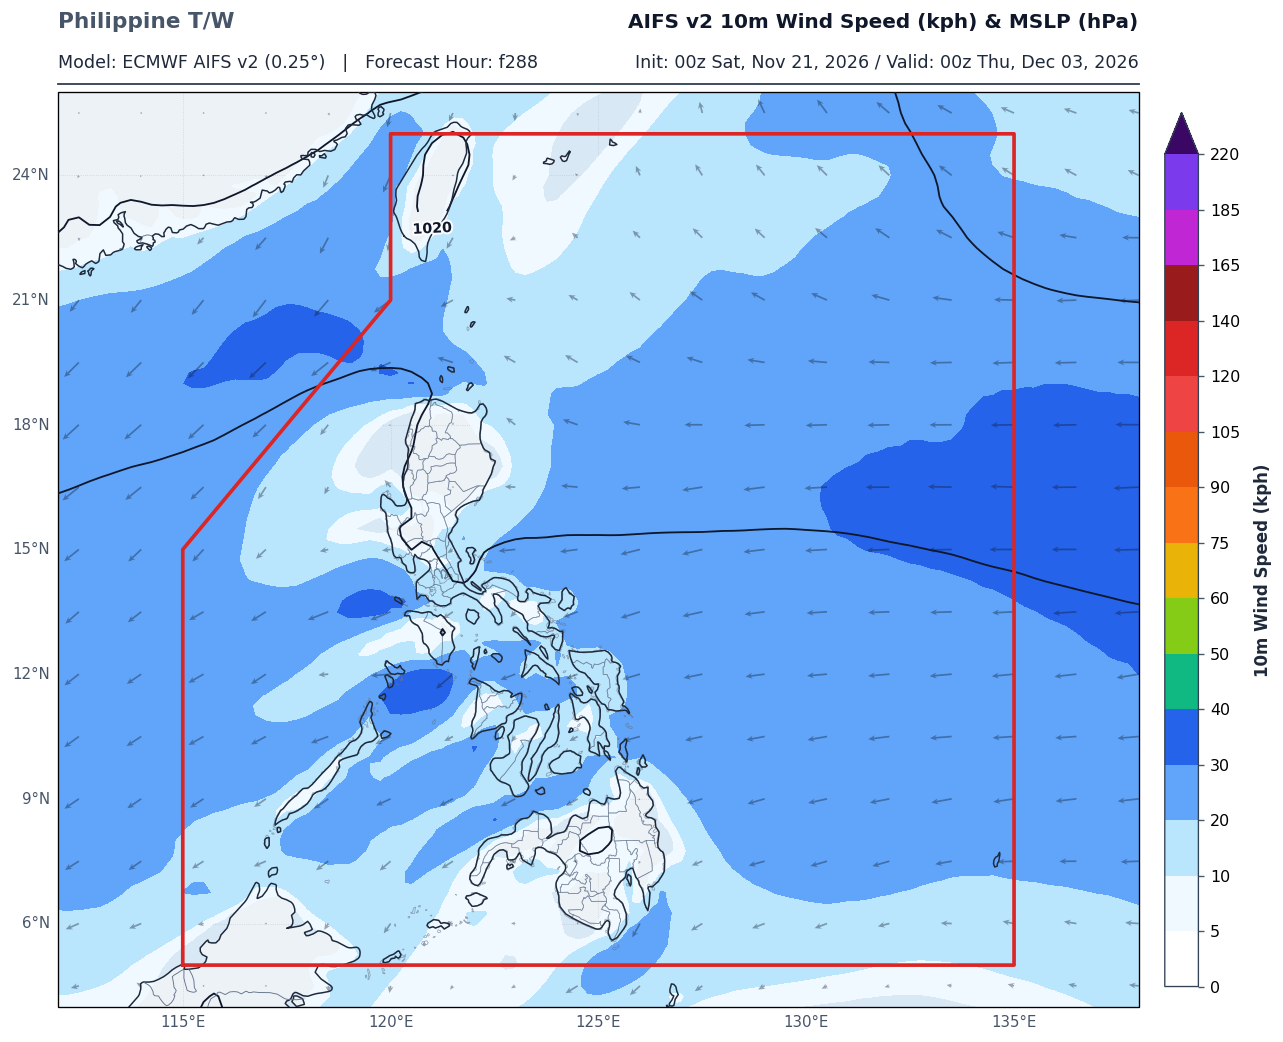 Philippine T/W
AIFS v2 10m Wind Speed (kph) & MSLP (hPa)
Model: ECMWF AIFS v2 (0.25°) | Forecast Hour: f288
Init: 00z Sat, Nov 21, 2026 / Valid: 00z Thu, Dec 03, 2026
24°N
21°N
18°N
15°N
12°N
9°N
6°N
1020
115°E
120°E
125°E
130°E
135°E
220
185
165
140
120
105
90
75
60
50
40
30
20
10
5
0
10m Wind Speed (kph)